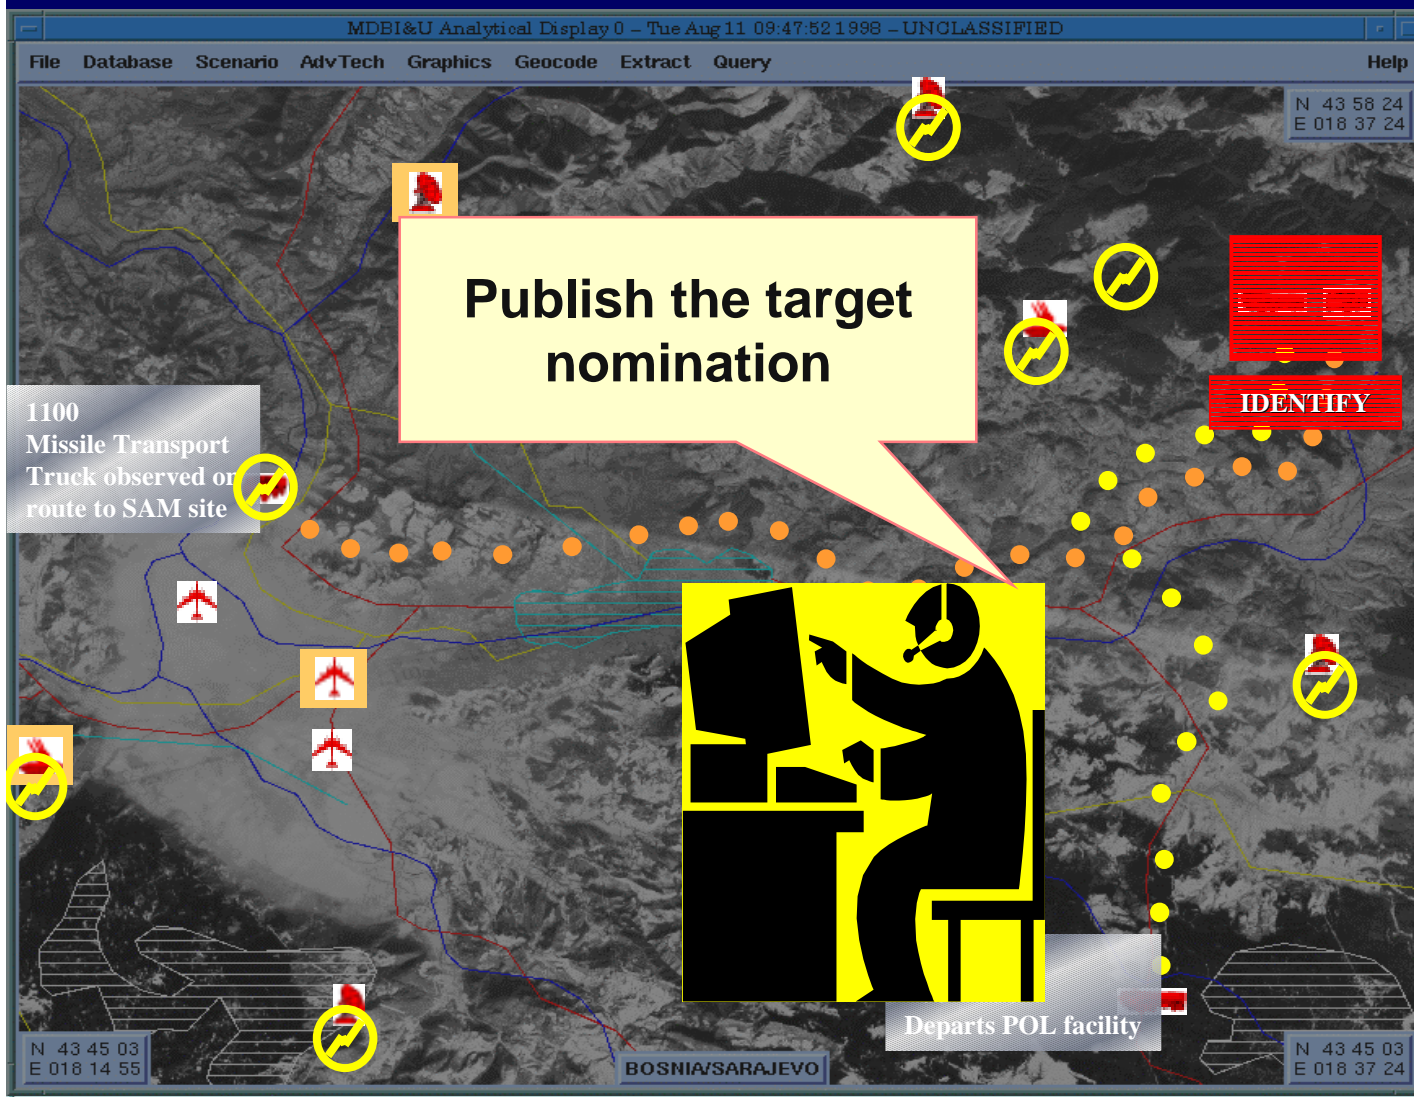 MDBI&U Analytical Display 0 – Tue Aug 11 09:47:52 1998 – UNCLASSIFIED
File Database Scenario AdvTech Graphics Geocode Extract Query Help
N 43 58 24
E 018 37 24
Publish the target
nomination
IDENTIFY
1100
Missile Transport
Truck observed on
route to SAM site
Departs POL facility
N 43 45 03
E 018 14 55
BOSNIA/SARAJEVO
N 43 45 03
E 018 37 24